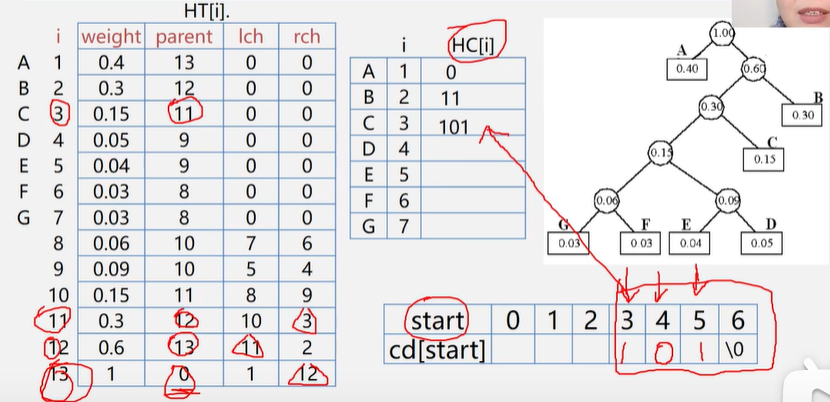 HT[i].
i weight parent lch rch
A 1 0.4 13 0 0
B 2 0.3 12 0 0
C 3 0.15 11 0 0
D 4 0.05 9 0 0
E 5 0.04 9 0 0
F 6 0.03 8 0 0
G 7 0.03 8 0 0
8 0.06 10 7 6
9 0.09 10 5 4
10 0.15 11 8 9
11 0.3 12 10 3
12 0.6 13 11 2
13 1 0 1 12
i HC[i]
A 1 0
B 2 11
C 3 101
D 4
E 5
F 6
G 7
1.00
A
0.40
0.60
B
0.30
0.30
C
0.15
0.15
0.06
0.09
G F E D
0.03 0.03 0.04 0.05
start 0 1 2 3 4 5 6
cd[start] 1 0 1 \0